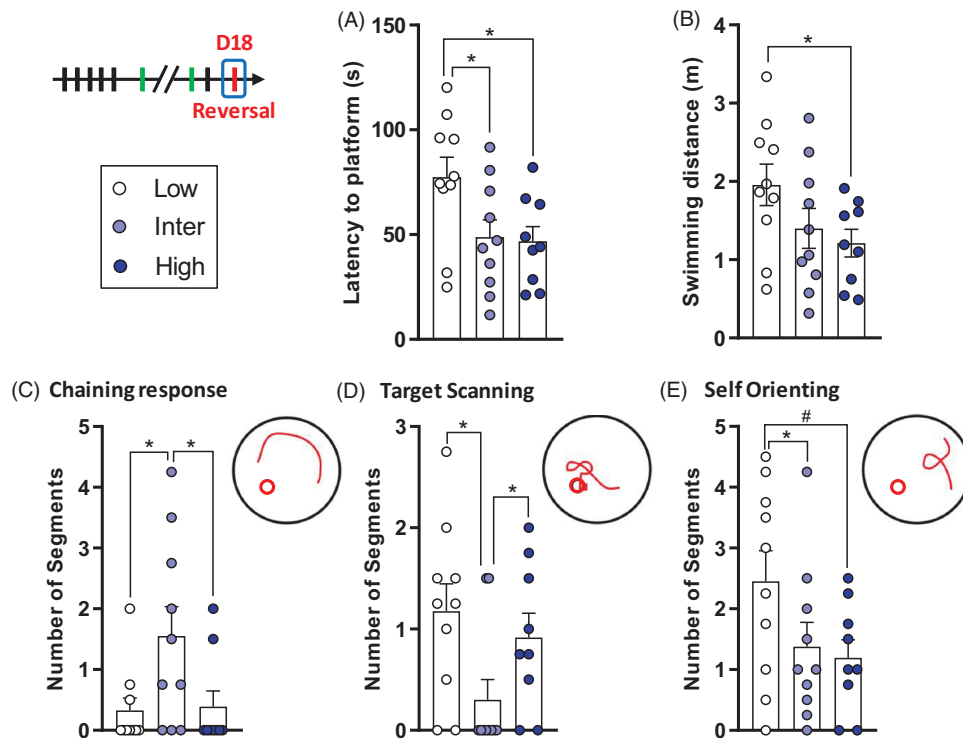 D18
Reversal
Low
Inter
High
(A)
Latency to platform (s)
150
100
50
0
*
*
(B)
Swimming distance (m)
4
3
2
1
0
*
(C) Chaining response
Number of Segments
5
4
3
2
1
0
*
*
(D) Target Scanning
Number of Segments
3
2
1
0
*
*
(E) Self Orienting
Number of Segments
5
4
3
2
1
0
#
*